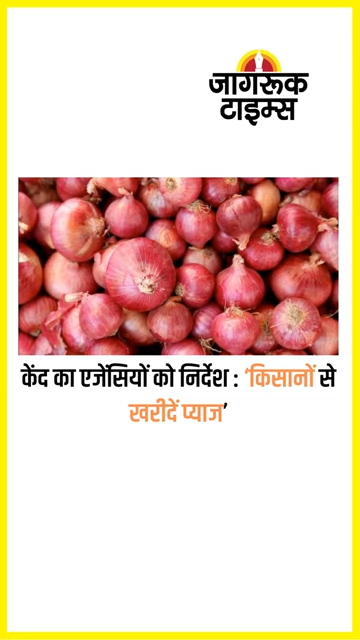 जागरूक
टाइम्स
केंद का एजेंसियों को निर्देश : ‘किसानों से
खरीदें प्याज’